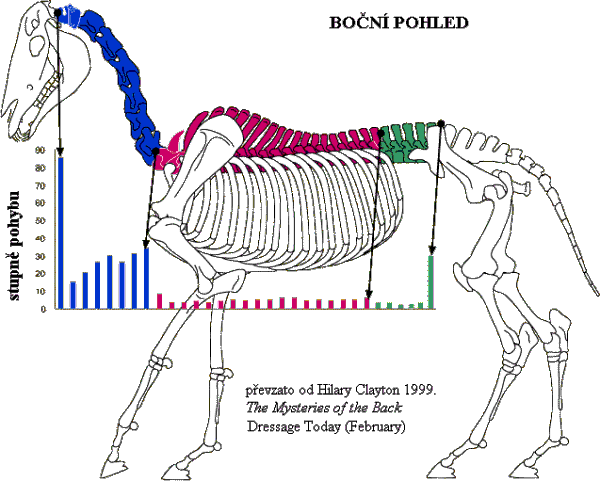 BOČNÍ POHLED
stupně pohybu
90
80
70
60
50
40
30
20
10
0
převzato od Hilary Clayton 1999.
The Mysteries of the Back
Dressage Today (February)